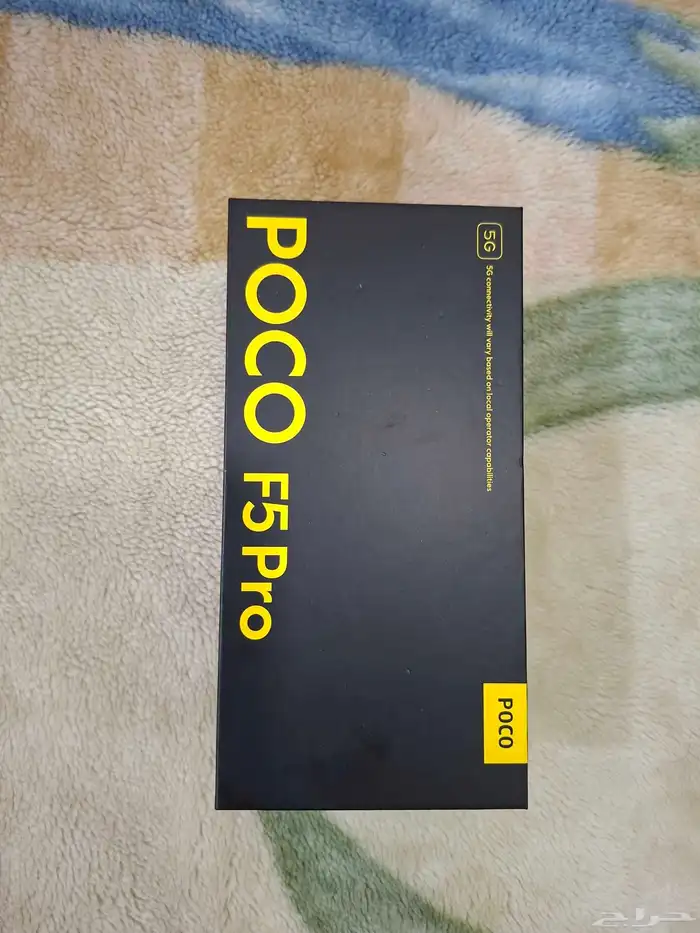 5G
5G connectivity will vary based on local operator capabilities
POCO
POCO F5 Pro
حراج